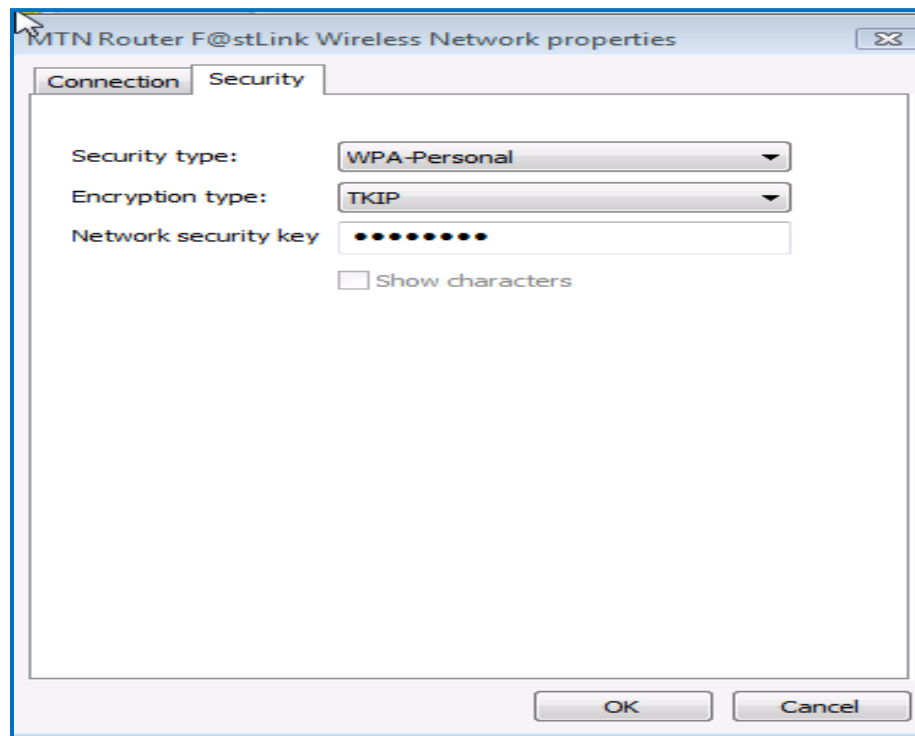 MTN Router F@stLink Wireless Network properties
Connection Security
Security type: WPA-Personal
Encryption type: TKIP
Network security key ••••••••
Show characters
OK Cancel